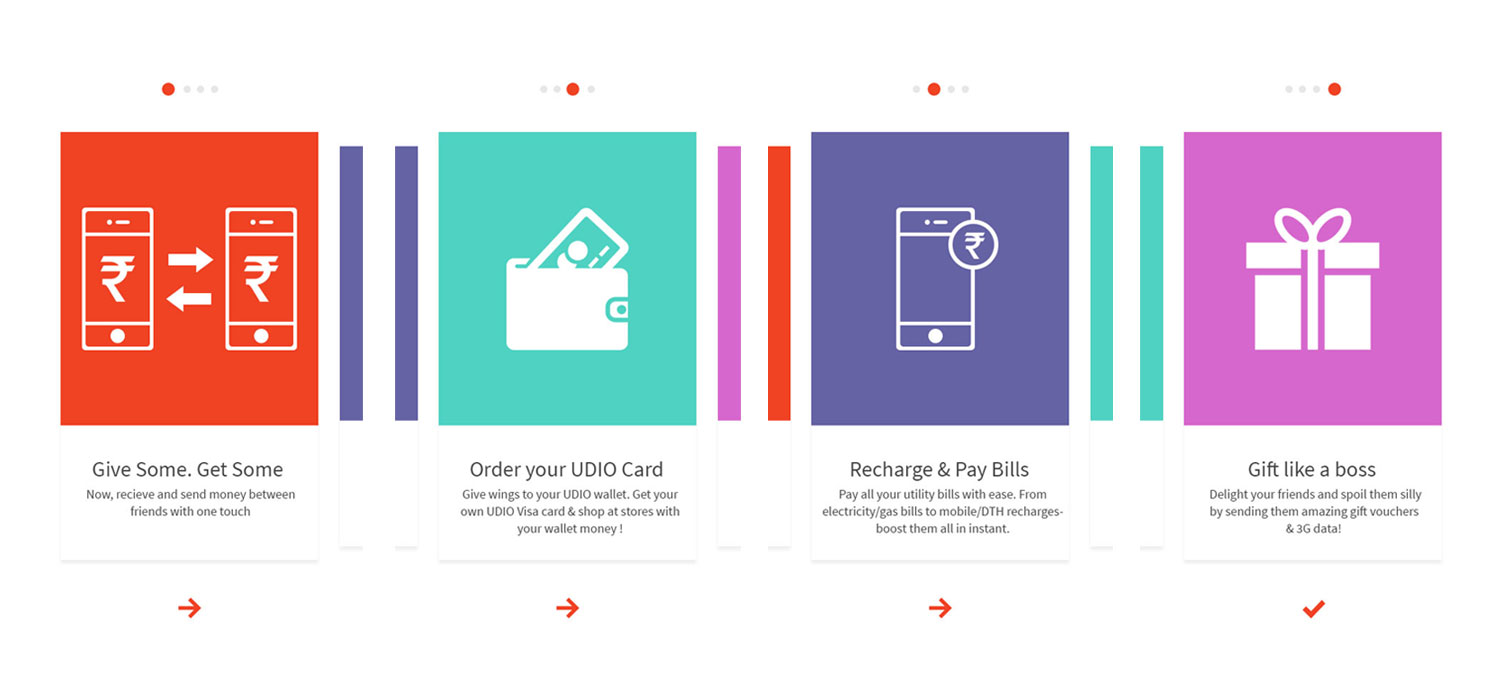 ₹
₹
Give Some. Get Some
Now, recieve and send money between
friends with one touch
Order your UDIO Card
Give wings to your UDIO wallet. Get your
own UDIO Visa card & shop at stores with
your wallet money !
₹
Recharge & Pay Bills
Pay all your utility bills with ease. From
electricity/gas bills to mobile/DTH recharges-
boost them all in instant.
Gift like a boss
Delight your friends and spoil them silly
by sending them amazing gift vouchers
& 3G data!